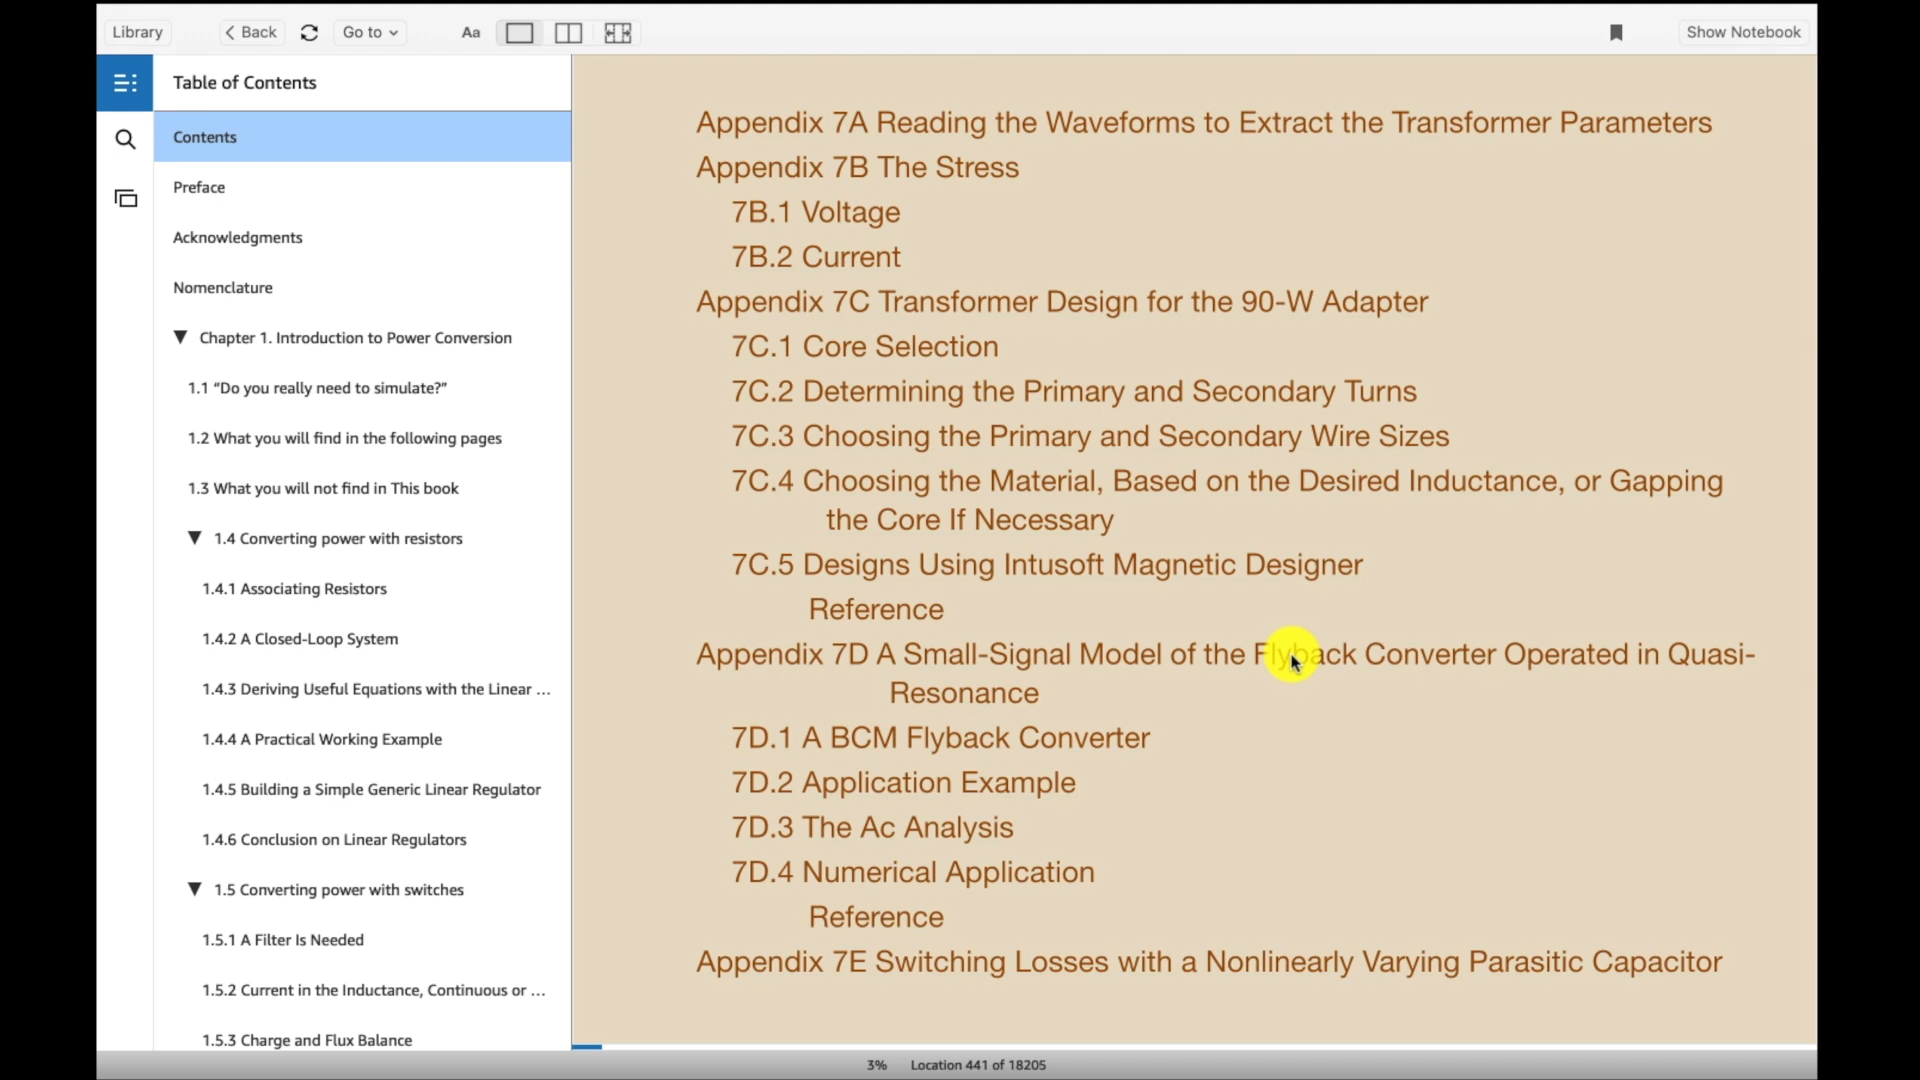 Library
Back
Go to
Aa
Show Notebook
Table of Contents
Contents
Preface
Acknowledgments
Nomenclature
Chapter 1. Introduction to Power Conversion
1.1 “Do you really need to simulate?”
1.2 What you will find in the following pages
1.3 What you will not find in This book
1.4 Converting power with resistors
1.4.1 Associating Resistors
1.4.2 A Closed-Loop System
1.4.3 Deriving Useful Equations with the Linear ...
1.4.4 A Practical Working Example
1.4.5 Building a Simple Generic Linear Regulator
1.4.6 Conclusion on Linear Regulators
1.5 Converting power with switches
1.5.1 A Filter Is Needed
1.5.2 Current in the Inductance, Continuous or ...
1.5.3 Charge and Flux Balance
Appendix 7A Reading the Waveforms to Extract the Transformer Parameters
Appendix 7B The Stress
7B.1 Voltage
7B.2 Current
Appendix 7C Transformer Design for the 90-W Adapter
7C.1 Core Selection
7C.2 Determining the Primary and Secondary Turns
7C.3 Choosing the Primary and Secondary Wire Sizes
7C.4 Choosing the Material, Based on the Desired Inductance, or Gapping
the Core If Necessary
7C.5 Designs Using Intusoft Magnetic Designer
Reference
Appendix 7D A Small-Signal Model of the Flyback Converter Operated in Quasi-
Resonance
7D.1 A BCM Flyback Converter
7D.2 Application Example
7D.3 The Ac Analysis
7D.4 Numerical Application
Reference
Appendix 7E Switching Losses with a Nonlinearly Varying Parasitic Capacitor
3% Location 441 of 18205